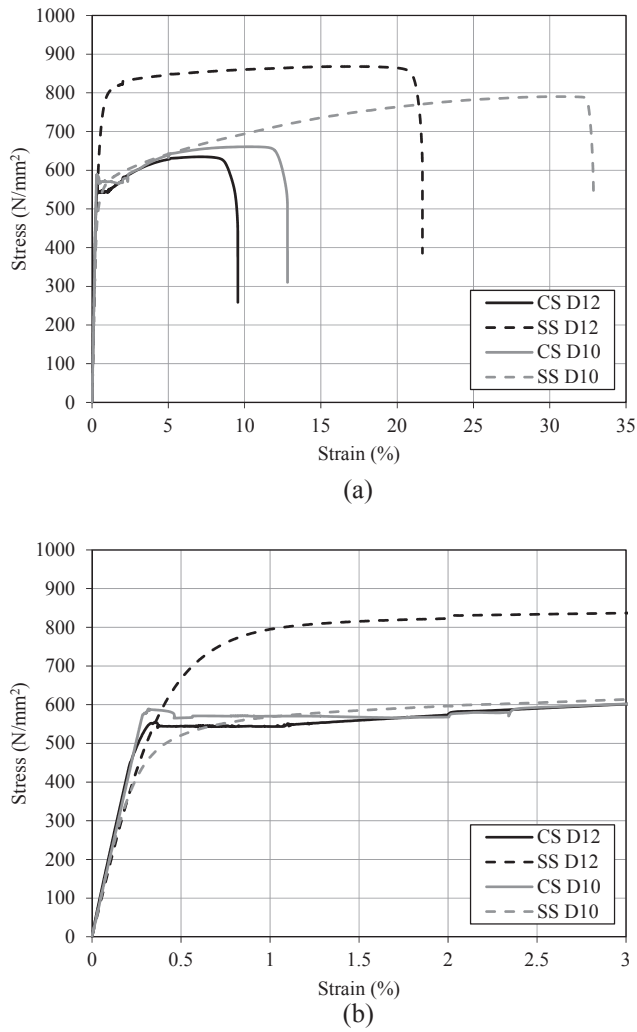 1000
900
800
700
600
500
400
300
200
100
0
Stress (N/mm²)
CS D12
SS D12
CS D10
SS D10
0 5 10 15 20 25 30 35
Strain (%)
(a)
1000
900
800
700
600
500
400
300
200
100
0
Stress (N/mm²)
CS D12
SS D12
CS D10
SS D10
0 0.5 1 1.5 2 2.5 3
Strain (%)
(b)